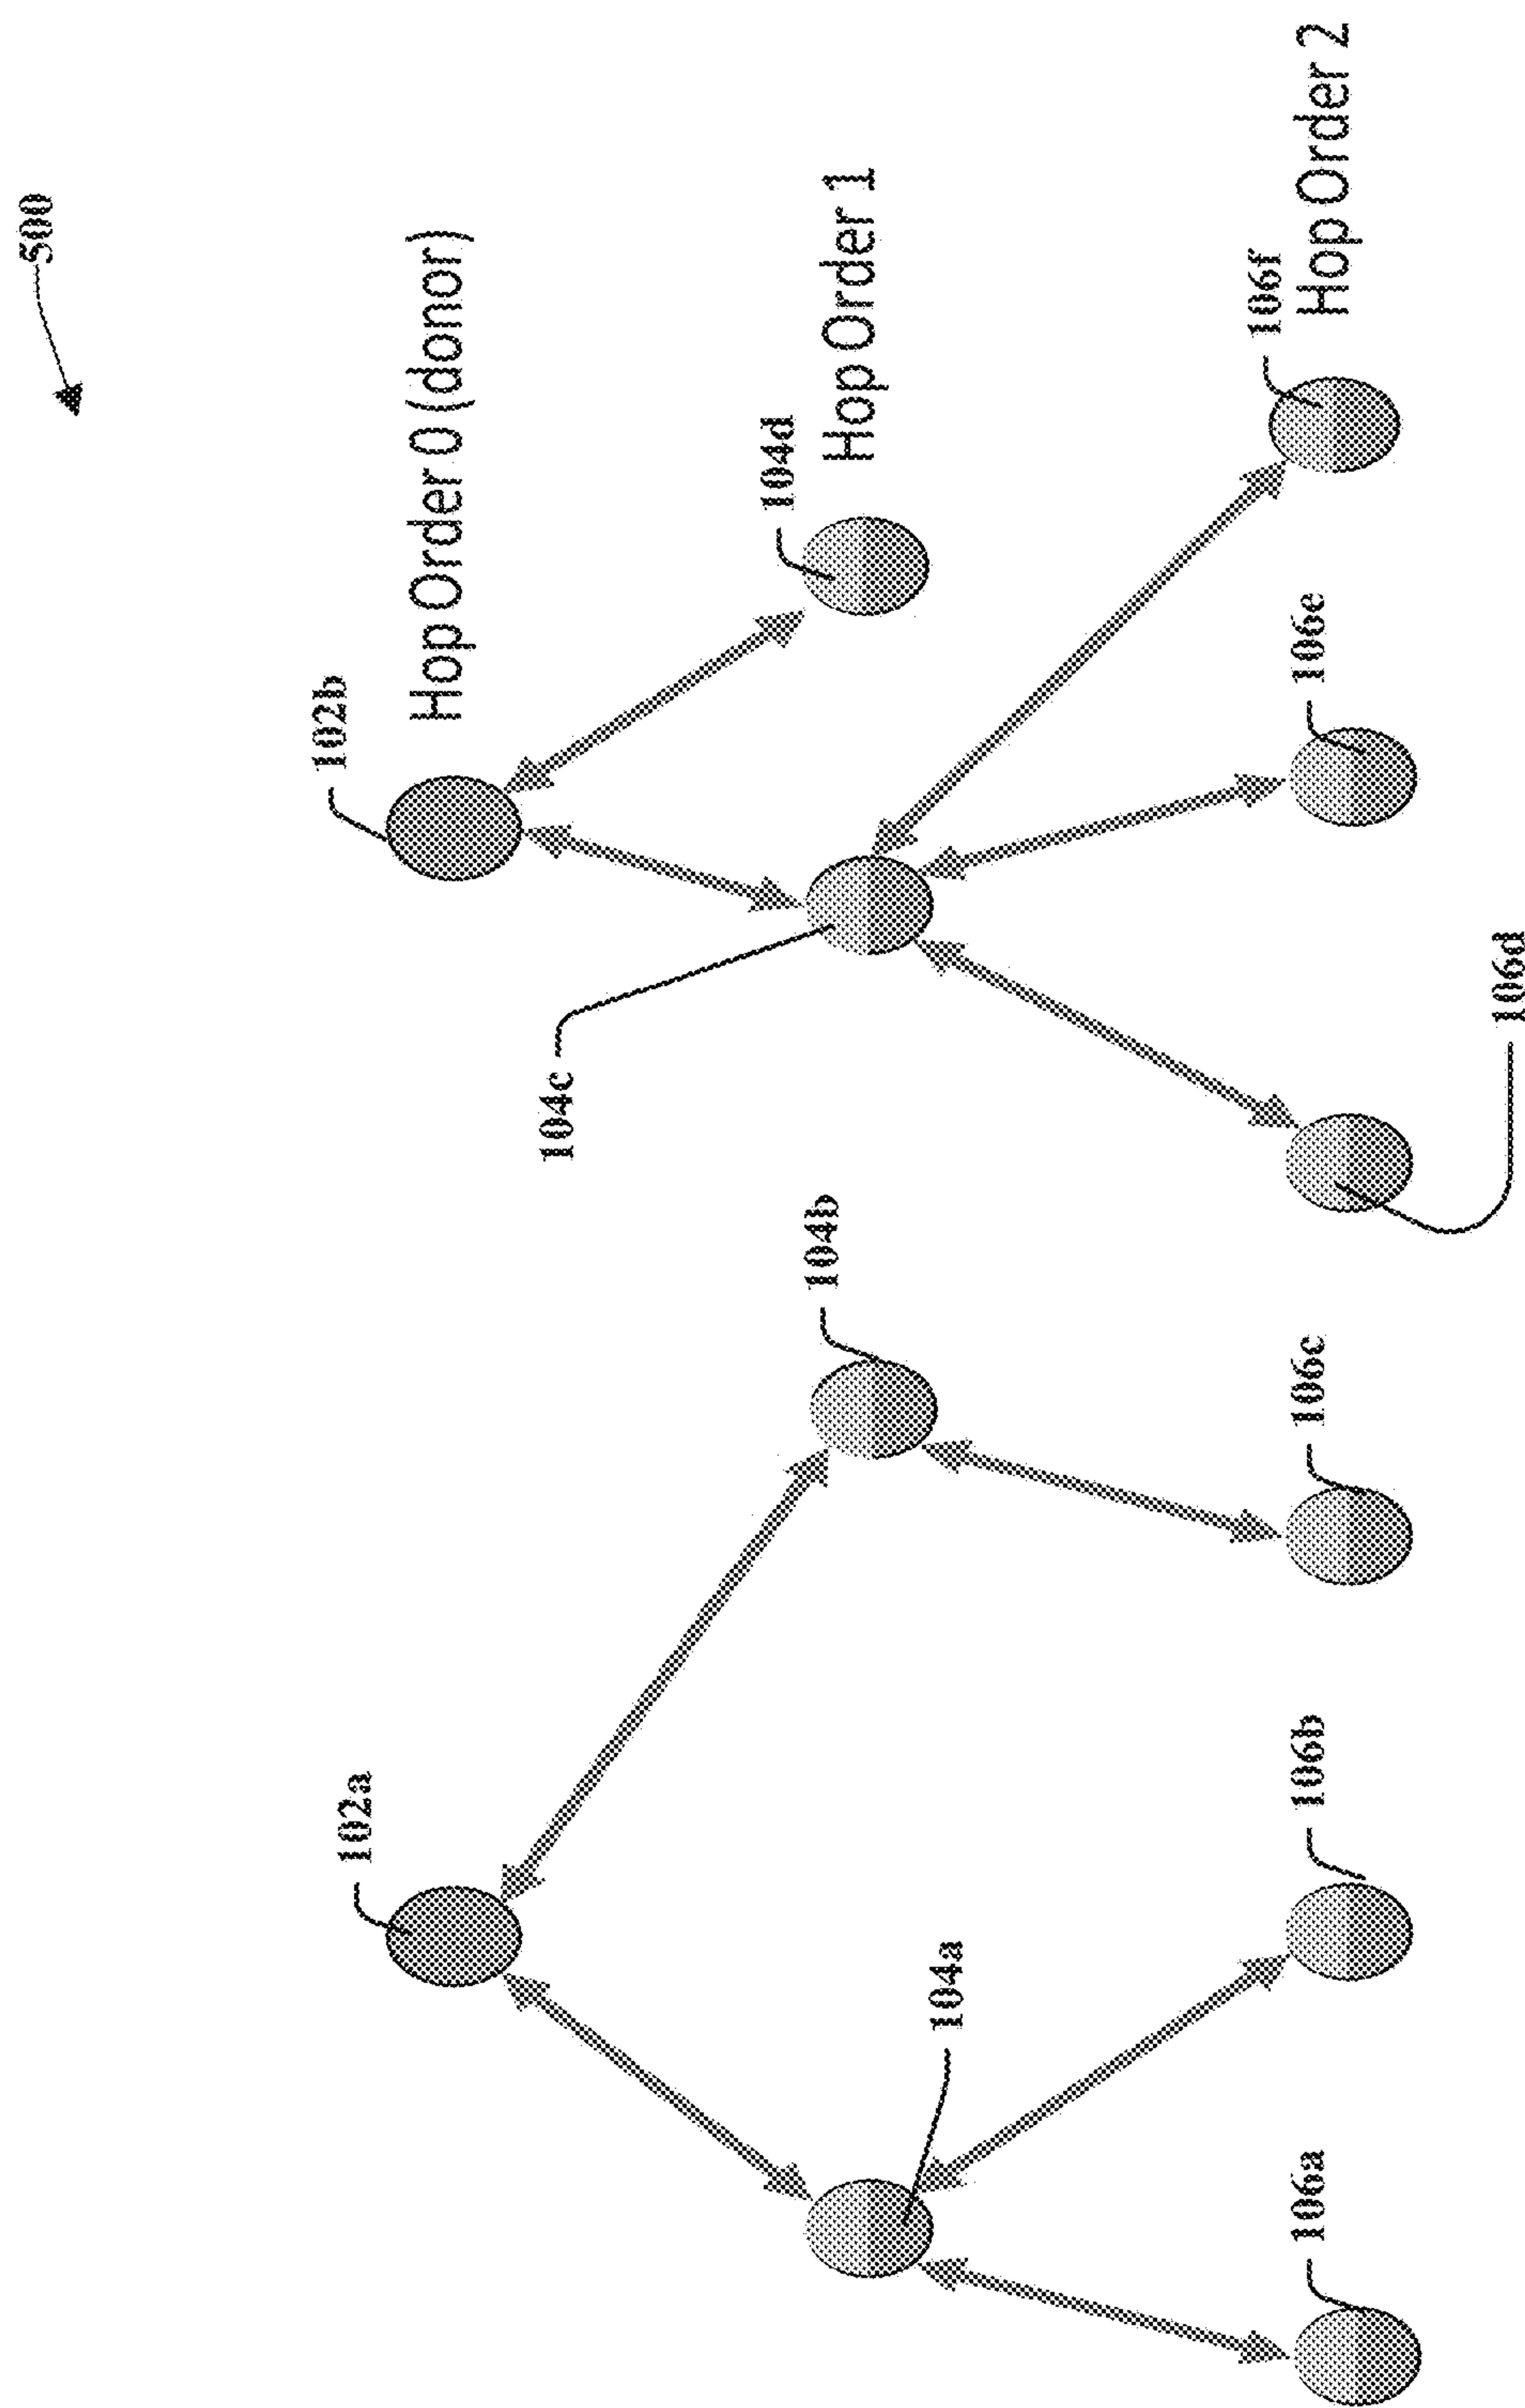 500
102a
102b
Hop Order 0 (donor)
104a
104b
104c
104d
Hop Order 1
106a
106b
106c
106d
106e
106f
Hop Order 2